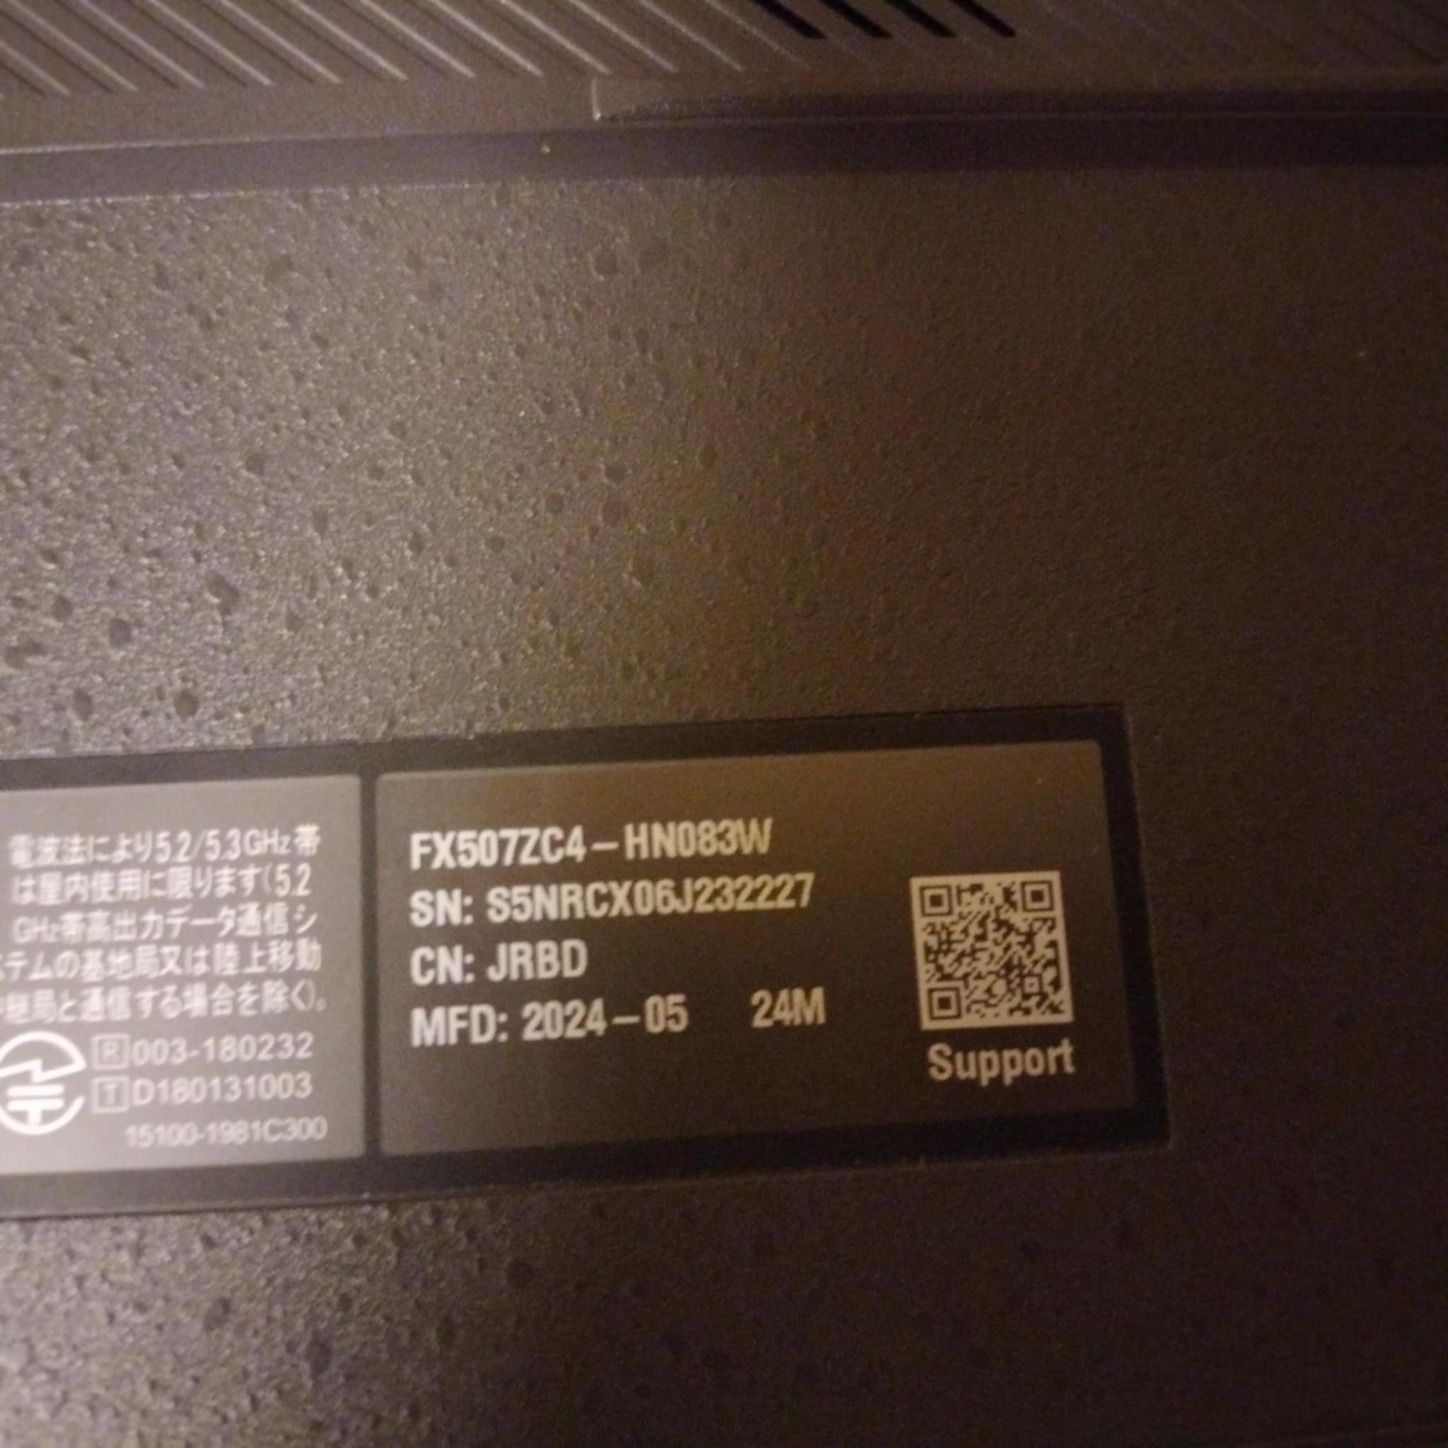 電波法により5.2/5.3GHz帯
は屋内使用に限ります(5.2
GHz帯高出力データ通信シ
ステムの基地局又は陸上移動
中継局と通信する場合を除く)。
R 003-180232
T D180131003
15100-1981C300
FX507ZC4-HN083W
SN: S5NRCX06J232227
CN: JRBD
MFD: 2024-05 24M
Support